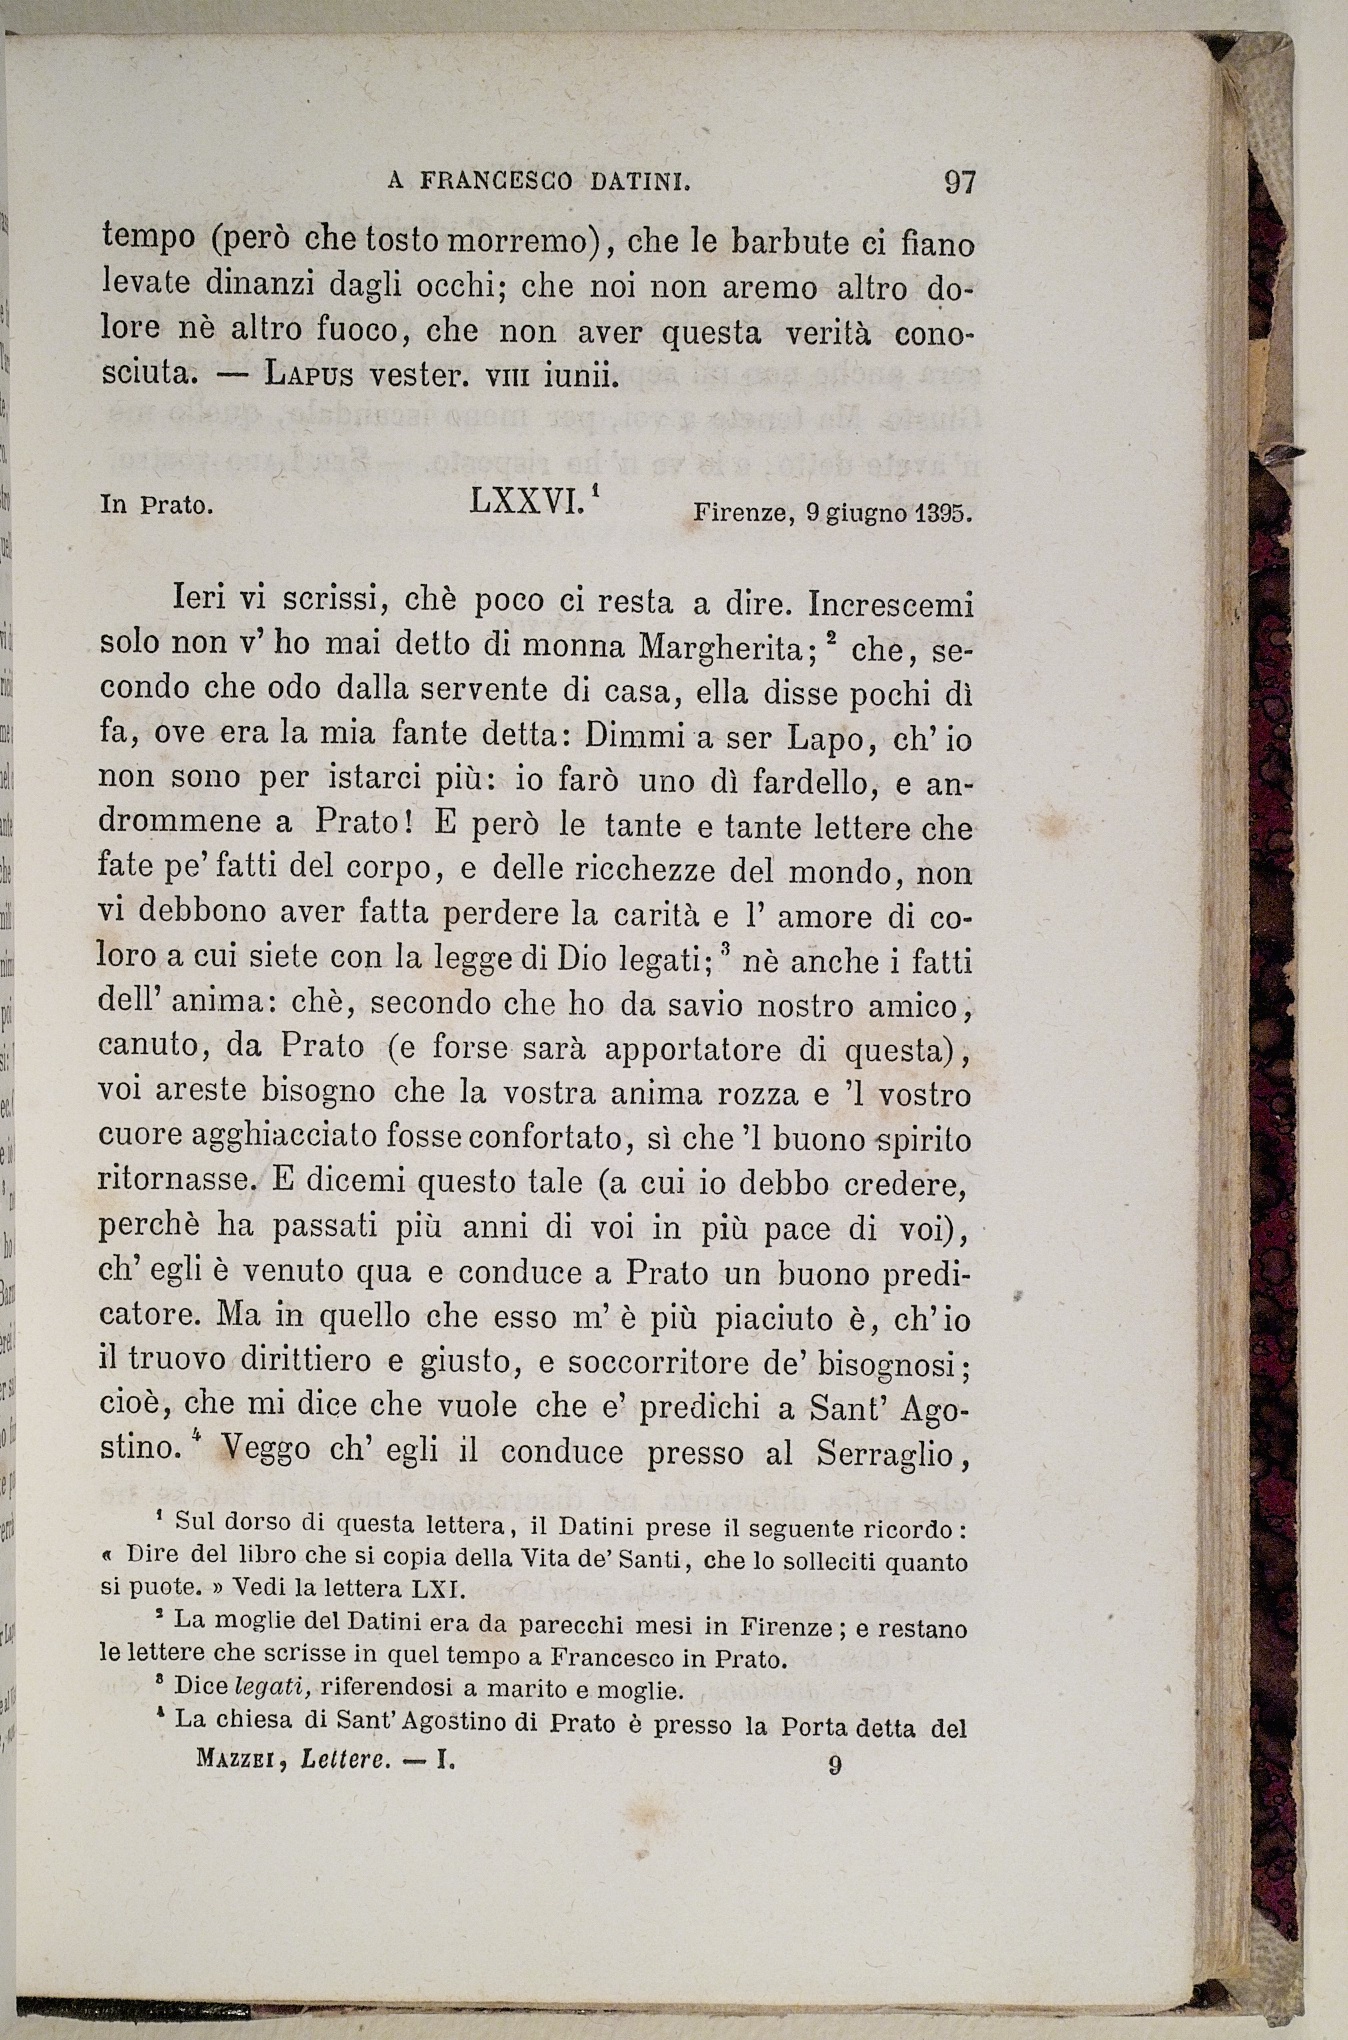 A FRANCESCO DATINI. 97
tempo (però che tosto morremo), che le barbute ci fiano
levate dinanzi dagli occhi; che noi non aremo altro do-
lore nè altro fuoco, che non aver questa verità cono-
sciuta. — LAPUS vester. VIII iunii.
In Prato. LXXVI.¹ Firenze, 9 giugno 1395.
Ieri vi scrissi, chè poco ci resta a dire. Increscemi
solo non v' ho mai detto di monna Margherita;² che, se-
condo che odo dalla servente di casa, ella disse pochi dì
fa, ove era la mia fante detta: Dimmi a ser Lapo, ch' io
non sono per istarci più: io farò uno dì fardello, e an-
drommene a Prato! E però le tante e tante lettere che
fate pe' fatti del corpo, e delle ricchezze del mondo, non
vi debbono aver fatta perdere la carità e l' amore di co-
loro a cui siete con la legge di Dio legati;³ nè anche i fatti
dell' anima: chè, secondo che ho da savio nostro amico,
canuto, da Prato (e forse sarà apportatore di questa),
voi areste bisogno che la vostra anima rozza e 'l vostro
cuore agghiacciato fosse confortato, sì che 'l buono spirito
ritornasse. E dicemi questo tale (a cui io debbo credere,
perchè ha passati più anni di voi in più pace di voi),
ch' egli è venuto qua e conduce a Prato un buono predi-
catore. Ma in quello che esso m' è più piaciuto è, ch' io
il truovo dirittiero e giusto, e soccorritore de' bisognosi;
cioè, che mi dice che vuole che e' predichi a Sant' Ago-
stino.⁴ Veggo ch' egli il conduce presso al Serraglio,
¹ Sul dorso di questa lettera, il Datini prese il seguente ricordo:
« Dire del libro che si copia della Vita de' Santi, che lo solleciti quanto
si puote. » Vedi la lettera LXI.
² La moglie del Datini era da parecchi mesi in Firenze; e restano
le lettere che scrisse in quel tempo a Francesco in Prato.
³ Dice legati, riferendosi a marito e moglie.
⁴ La chiesa di Sant' Agostino di Prato è presso la Porta detta del
MAZZEI, Lettere. — I. 9